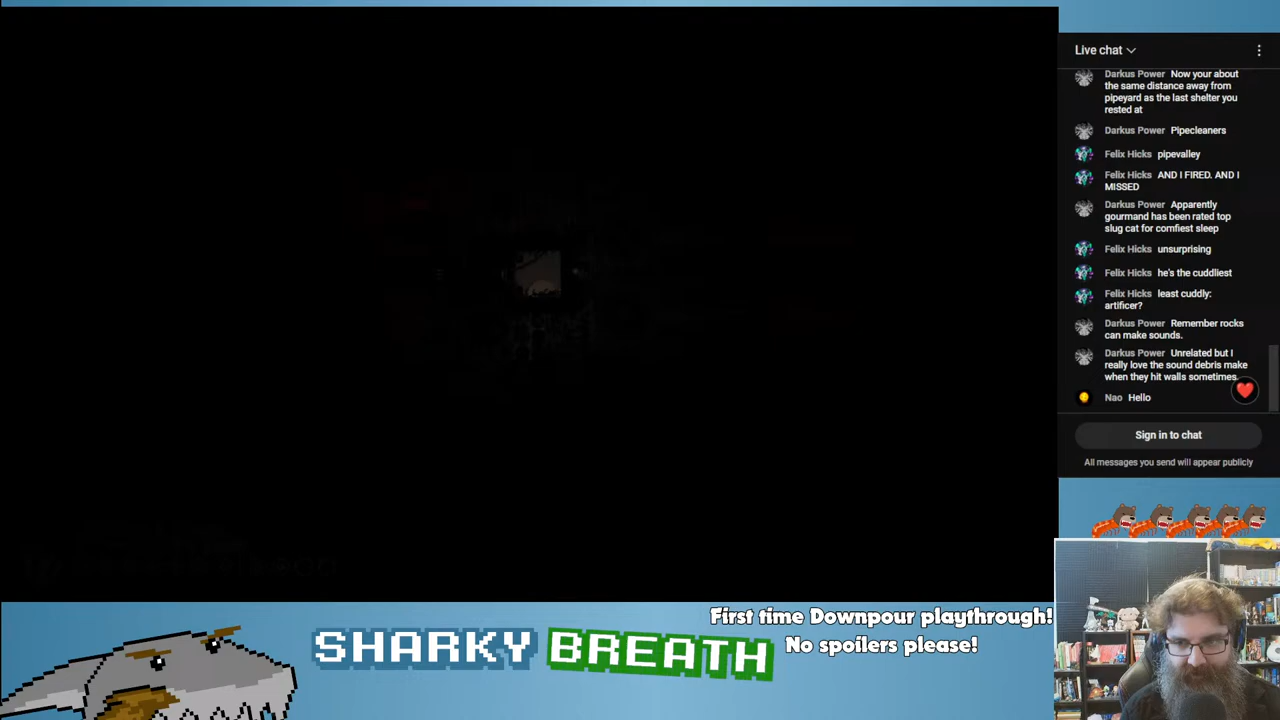 Live chat
Darkus Power Now your about
the same distance away from
pipeyard as the last shelter you
rested at
Darkus Power Pipecleaners
Felix Hicks pipevalley
Felix Hicks AND I FIRED. AND I
MISSED
Darkus Power Apparently
gourmand has been rated top
slug cat for comfiest sleep
Felix Hicks unsurprising
Felix Hicks he's the cuddliest
Felix Hicks least cuddly:
artificer?
Darkus Power Remember rocks
can make sounds.
Darkus Power Unrelated but I
really love the sound debris make
when they hit walls sometimes.
Nao Hello
Sign in to chat
All messages you send will appear publicly
First time Downpour playthrough!
No spoilers please!
SHARKY BREATH